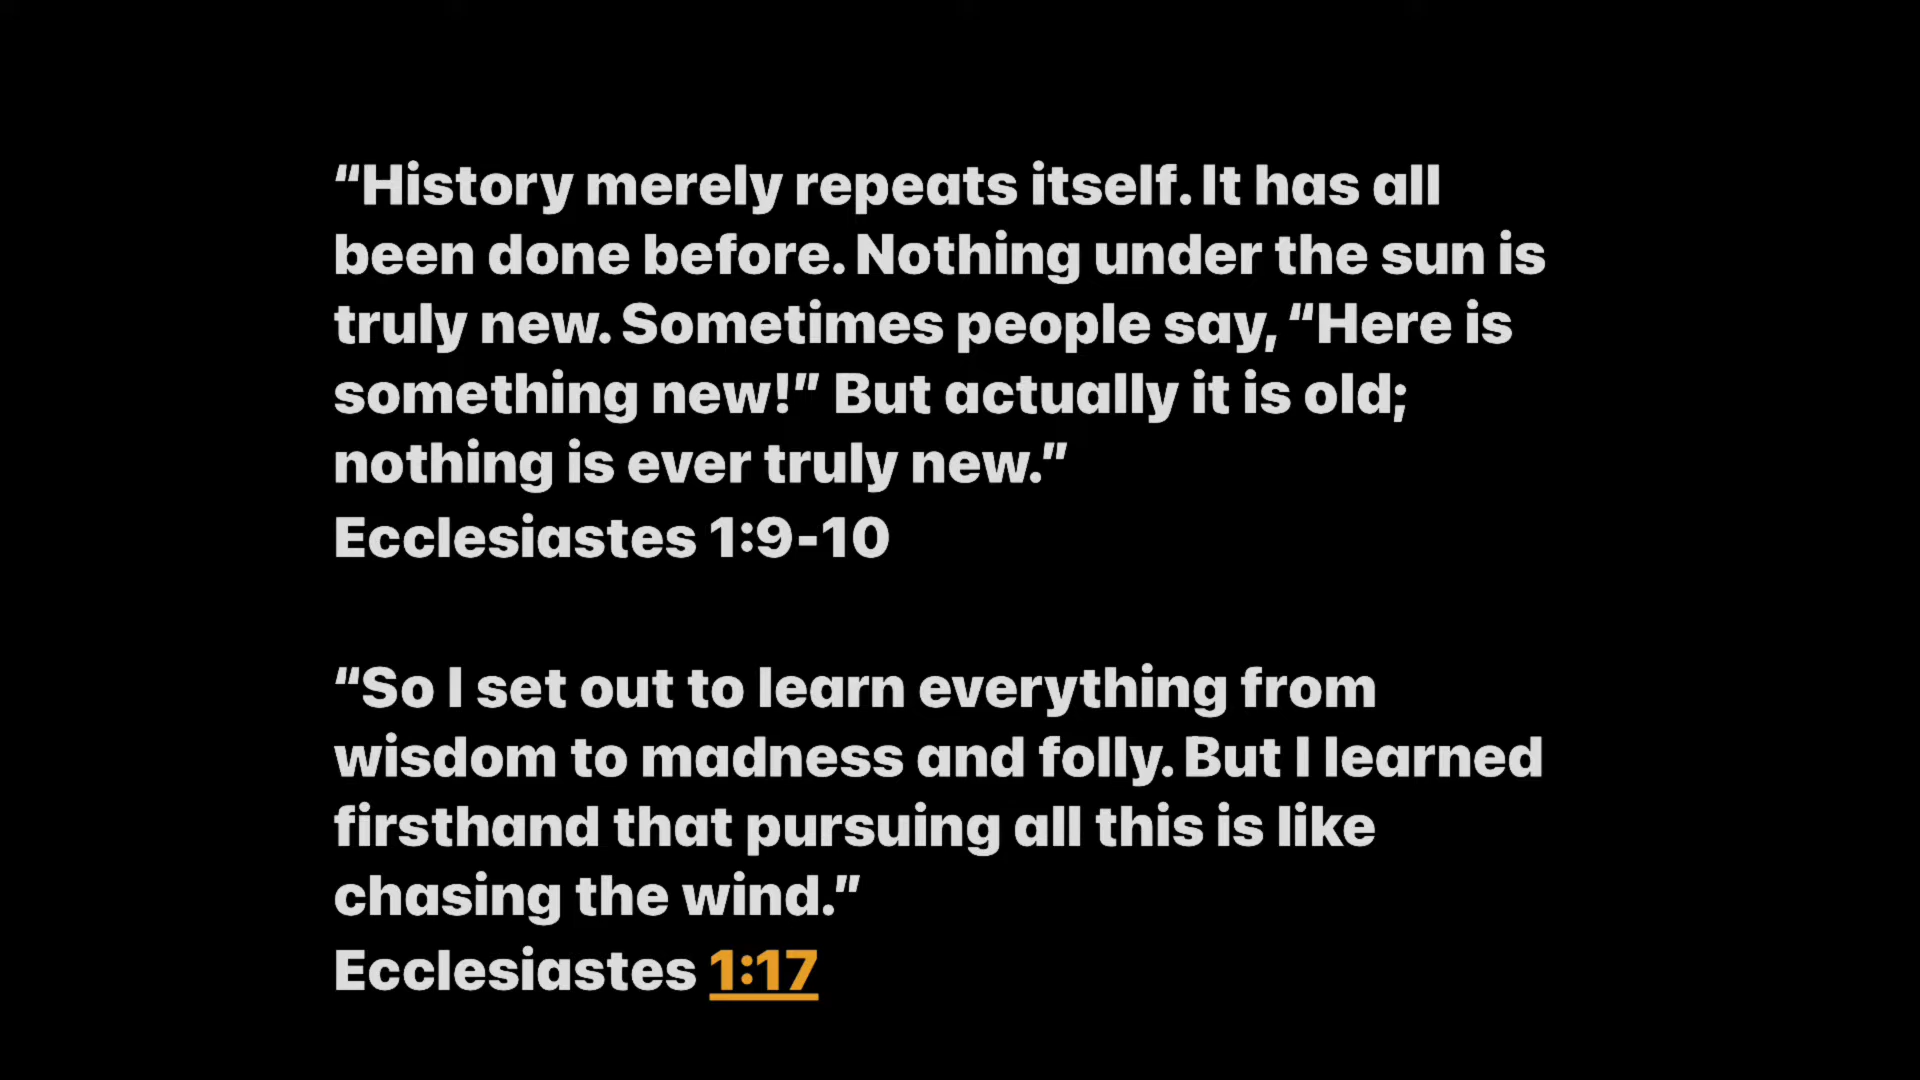 “History merely repeats itself. It has all
been done before. Nothing under the sun is
truly new. Sometimes people say, “Here is
something new!” But actually it is old;
nothing is ever truly new.”
Ecclesiastes 1:9-10
“So I set out to learn everything from
wisdom to madness and folly. But I learned
firsthand that pursuing all this is like
chasing the wind.”
Ecclesiastes 1:17